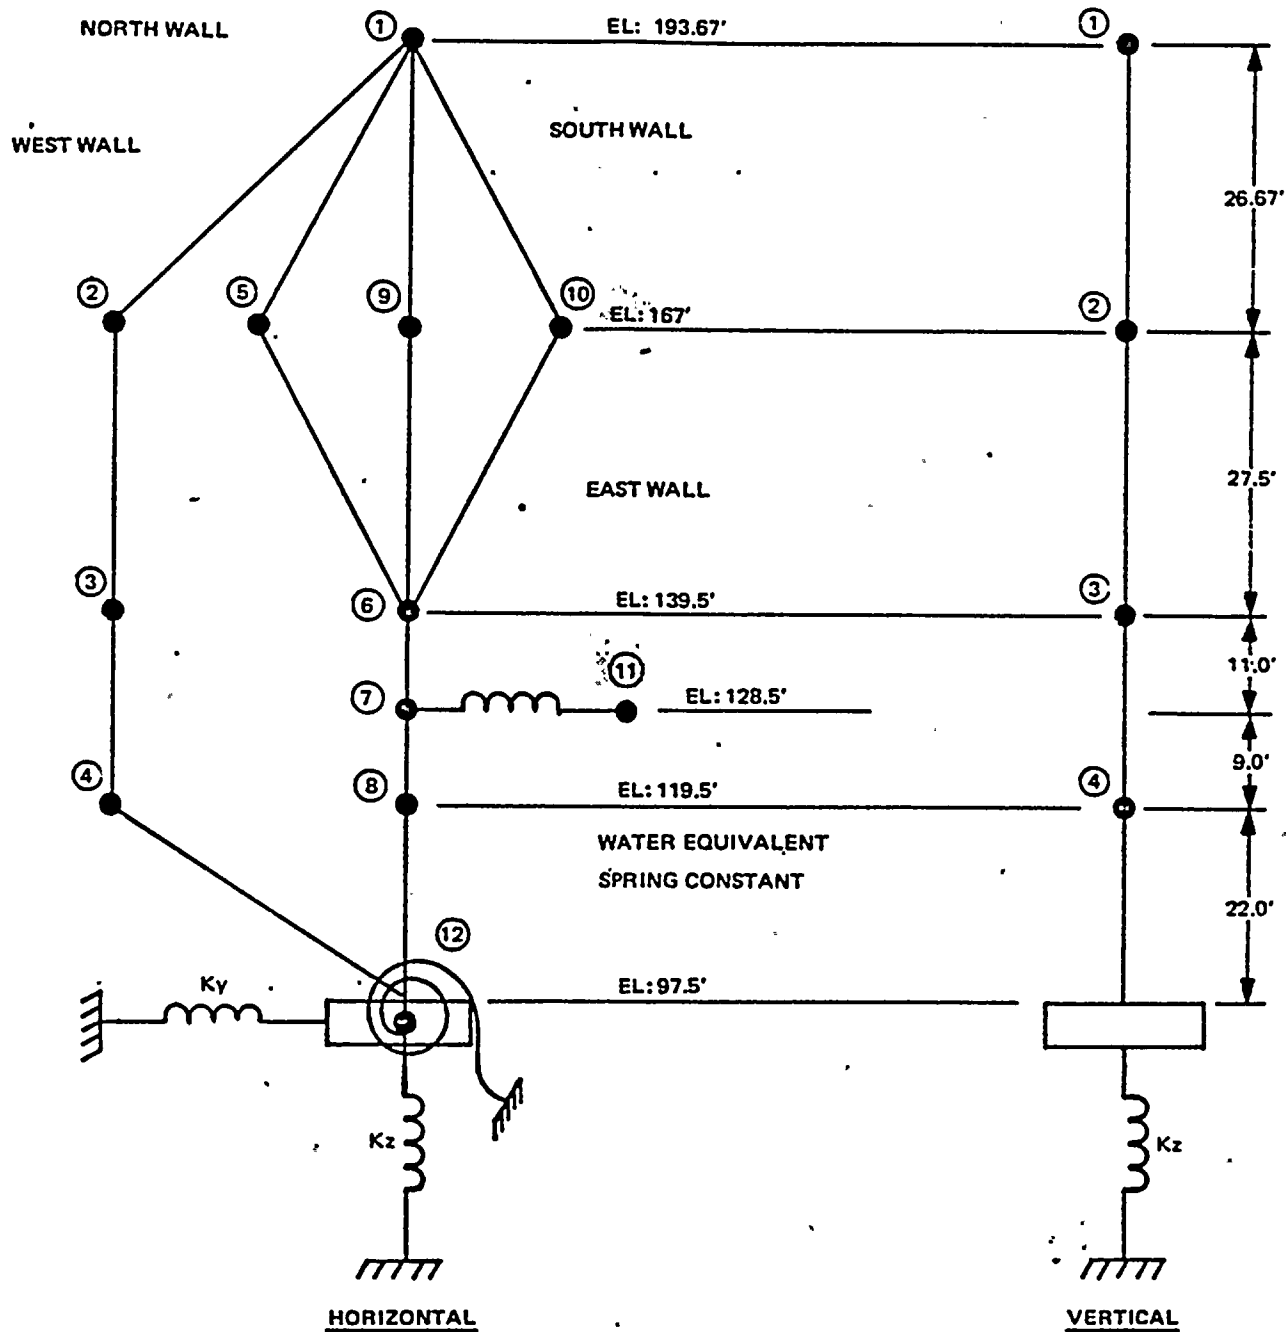 NORTH WALL
1
EL: 193.67'
1
WEST WALL
SOUTH WALL
26.67'
2
5
9
10
EL: 167'
2
EAST WALL
27.5'
3
6
EL: 139.5'
3
11
11.0'
7
EL: 128.5'
4
8
EL: 119.5'
4
9.0'
WATER EQUIVALENT
SPRING CONSTANT
22.0'
12
Ky
EL: 97.5'
Kz
Kz
HORIZONTAL
VERTICAL